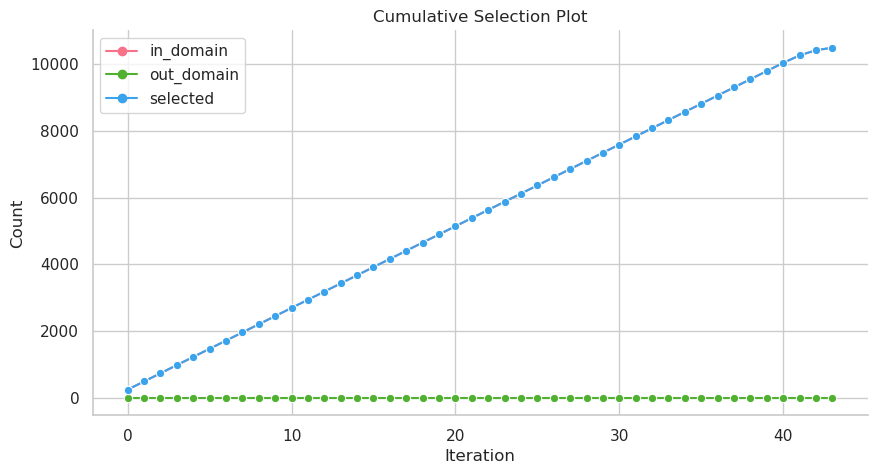 Cumulative Selection Plot
in_domain
out_domain
selected
10000
8000
6000
4000
2000
0
Count
0 10 20 30 40
Iteration